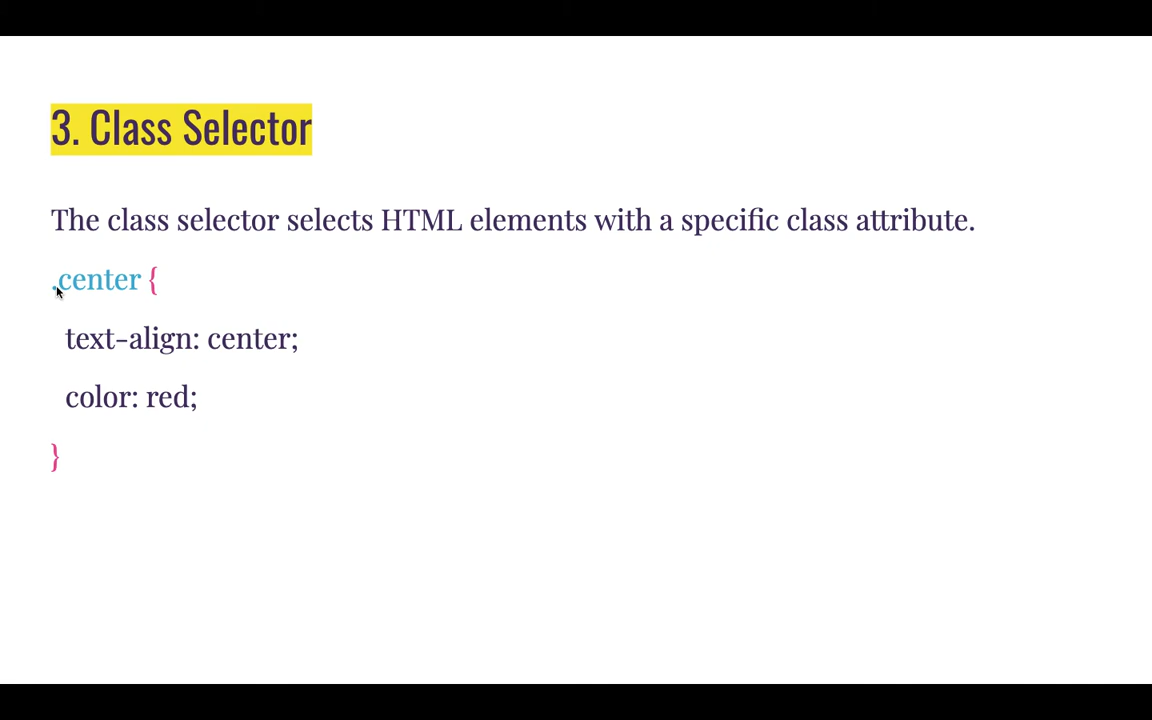 3. Class Selector
The class selector selects HTML elements with a specific class attribute.
.center {
text-align: center;
color: red;
}